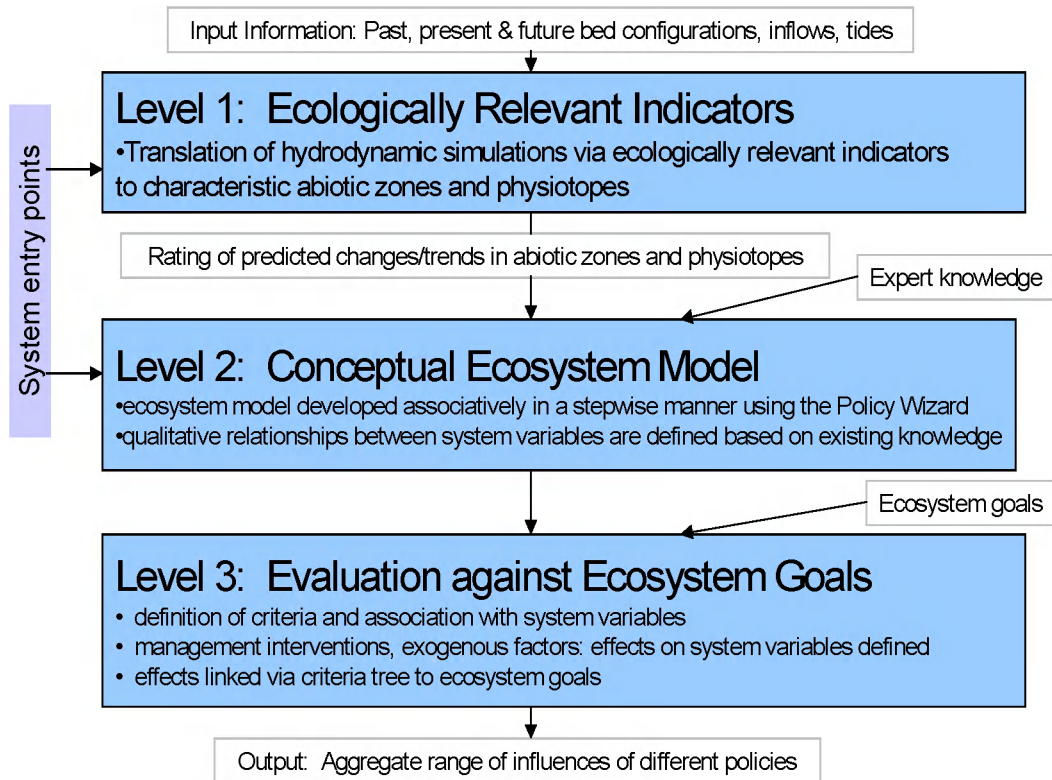 Input Information: Past, present & future bed configurations, inflows, tides
System entry points
Level 1: Ecologically Relevant Indicators
•Translation of hydrodynamic simulations via ecologically relevant indicators
to characteristic abiotic zones and physiotopes
Rating of predicted changes/trends in abiotic zones and physiotopes
Expert knowledge
Level 2: Conceptual Ecosystem Model
•ecosystem model developed associatively in a stepwise manner using the Policy Wizard
•qualitative relationships between system variables are defined based on existing knowledge
Ecosystem goals
Level 3: Evaluation against Ecosystem Goals
• definition of criteria and association with system variables
• management interventions, exogenous factors: effects on system variables defined
• effects linked via criteria tree to ecosystem goals
Output: Aggregate range of influences of different policies